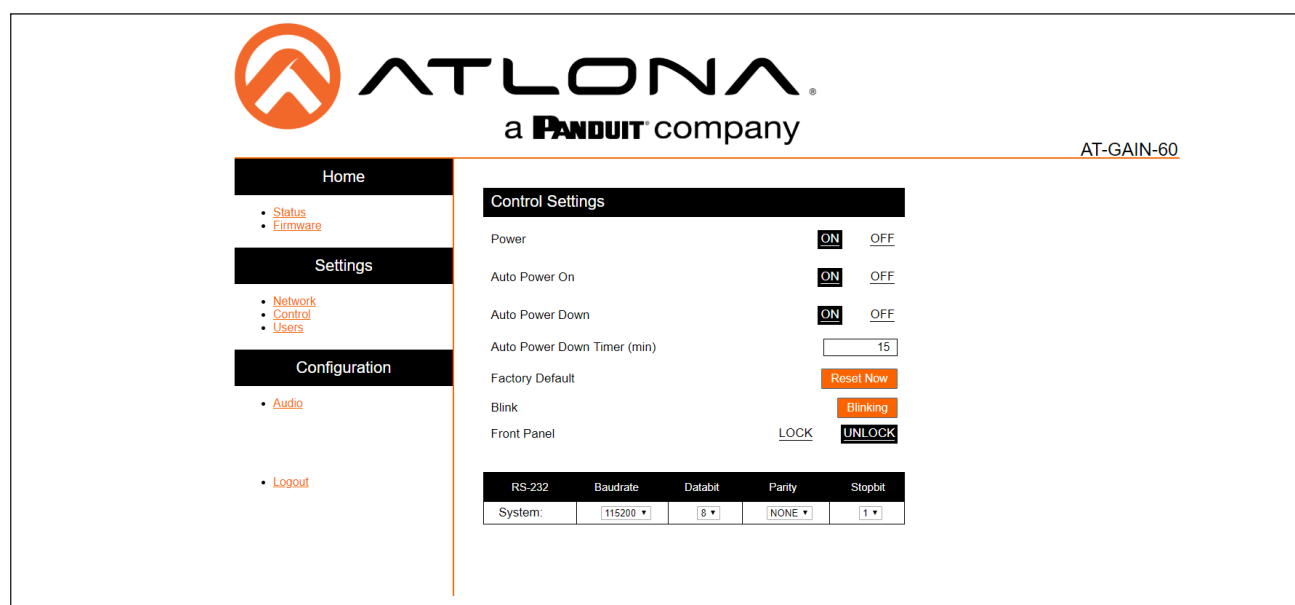 ATLONA®
a PANDUIT® company
AT-GAIN-60
Home
• Status
• Firmware
Settings
• Network
• Control
• Users
Configuration
• Audio
• Logout
Control Settings
Power ON OFF
Auto Power On ON OFF
Auto Power Down ON OFF
Auto Power Down Timer (min) 15
Factory Default Reset Now
Blink Blinking
Front Panel LOCK UNLOCK
RS-232 Baudrate Databit Parity Stopbit
System: 115200 8 NONE 1